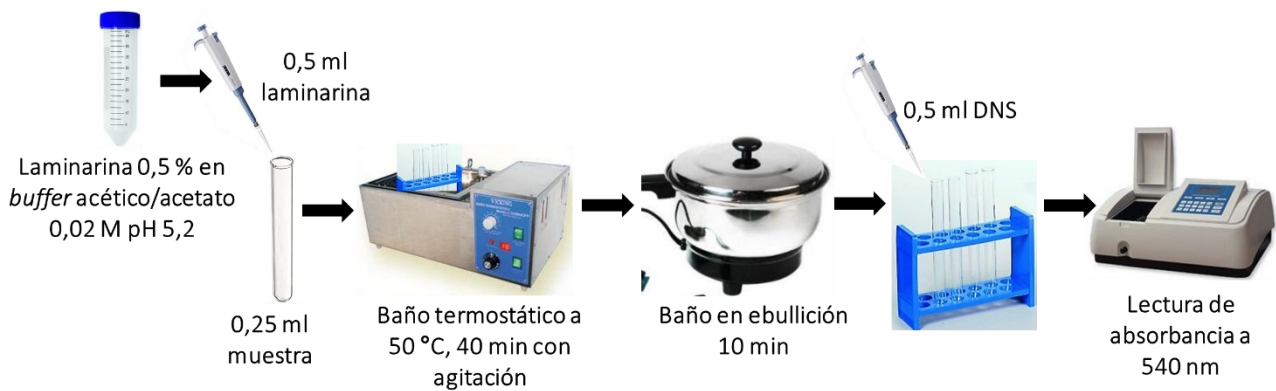 Laminarina 0,5 % en
buffer acético/acetato
0,02 M pH 5,2
0,5 ml
laminarina
0,25 ml
muestra
Baño termostático a
50 °C, 40 min con
agitación
Baño en ebullición
10 min
0,5 ml DNS
Lectura de
absorbancia a
540 nm